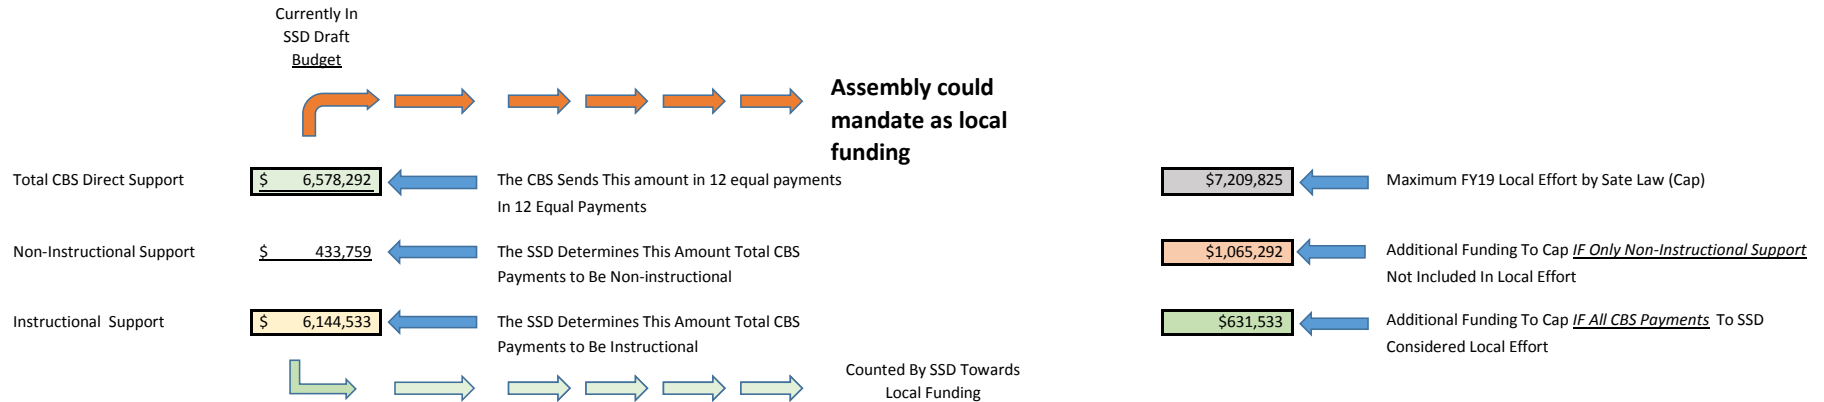 Currently In
SSD Draft
Budget
Assembly could
mandate as local
funding
Total CBS Direct Support
$ 6,578,292
The CBS Sends This amount in 12 equal payments
In 12 Equal Payments
$7,209,825
Maximum FY19 Local Effort by Sate Law (Cap)
Non-Instructional Support
$ 433,759
The SSD Determines This Amount Total CBS
Payments to Be Non-instructional
$1,065,292
Additional Funding To Cap IF Only Non-Instructional Support
Not Included In Local Effort
Instructional Support
$ 6,144,533
The SSD Determines This Amount Total CBS
Payments to Be Instructional
$631,533
Additional Funding To Cap IF All CBS Payments To SSD
Considered Local Effort
Counted By SSD Towards
Local Funding